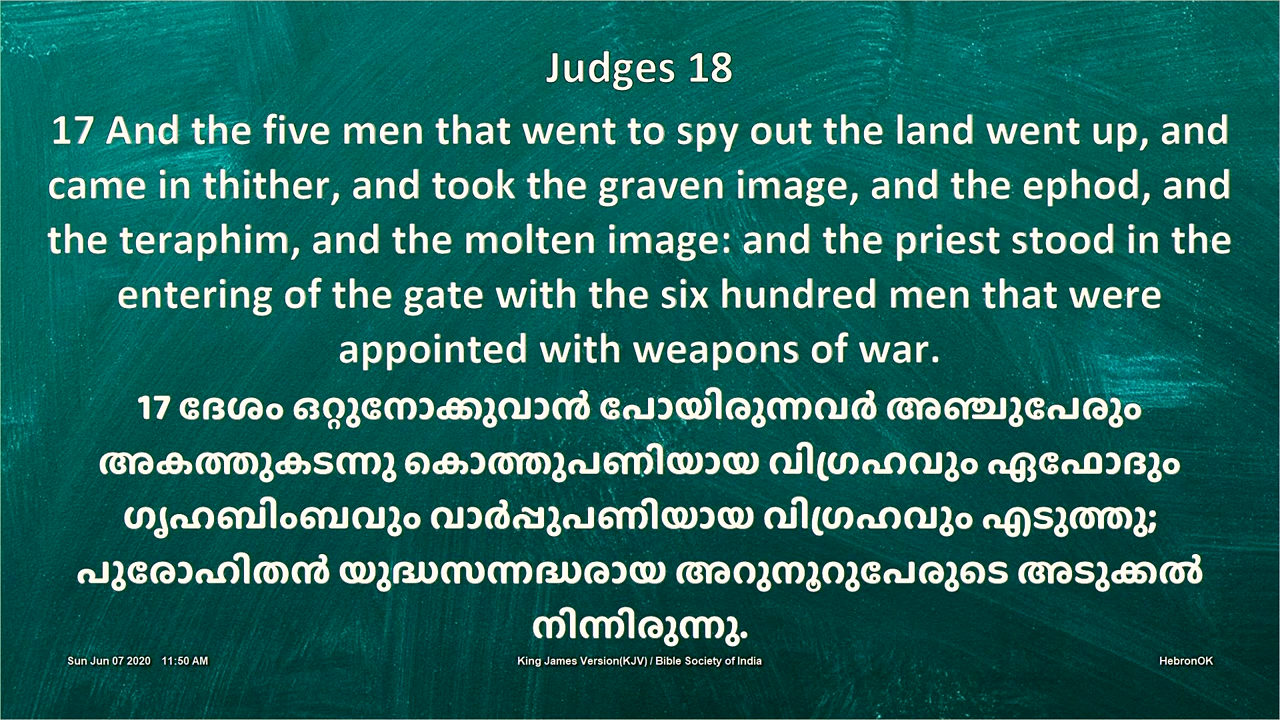 Judges 18
17 And the five men that went to spy out the land went up, and
came in thither, and took the graven image, and the ephod, and
the teraphim, and the molten image: and the priest stood in the
entering of the gate with the six hundred men that were
appointed with weapons of war.
17 ദേശം ഒറ്റുനോക്കുവാൻ പോയിരുന്നവർ അഞ്ചുപേരും
അകത്തുകടന്നു കൊത്തുപണിയായ വിഗ്രഹവും ഏഫോദും
ഗൃഹബിംബവും വാർപ്പുപണിയായ വിഗ്രഹവും എടുത്തു;
പുരോഹിതൻ യുദ്ധസന്നദ്ധരായ അറുനൂറുപേരുടെ അടുക്കൽ
നിന്നിരുന്നു.
Sun Jun 07 2020 11:50 AM King James Version(KJV) / Bible Society of India HebronOK